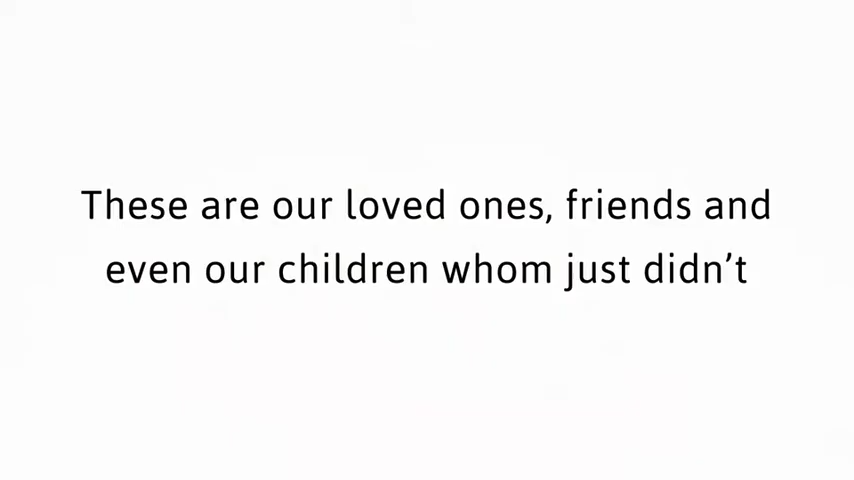 These are our loved ones, friends and
even our children whom just didn’t